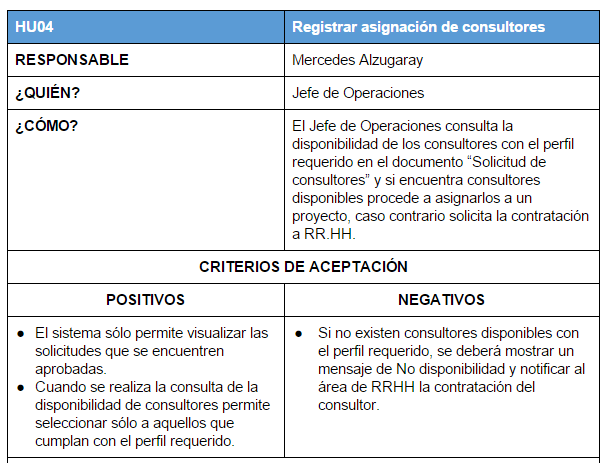 HU04 Registrar asignación de consultores
RESPONSABLE Mercedes Alzugaray
¿QUIÉN? Jefe de Operaciones
¿CÓMO? El Jefe de Operaciones consulta la
disponibilidad de los consultores con el perfil
requerido en el documento “Solicitud de
consultores” y si encuentra consultores
disponibles procede a asignarlos a un
proyecto, caso contrario solicita la contratación
a RR.HH.
CRITERIOS DE ACEPTACIÓN
POSITIVOS NEGATIVOS
● El sistema sólo permite visualizar las
solicitudes que se encuentren
aprobadas.
● Cuando se realiza la consulta de la
disponibilidad de consultores permite
seleccionar sólo a aquellos que
cumplan con el perfil requerido.
● Si no existen consultores disponibles con
el perfil requerido, se deberá mostrar un
mensaje de No disponibilidad y notificar al
área de RRHH la contratación del
consultor.